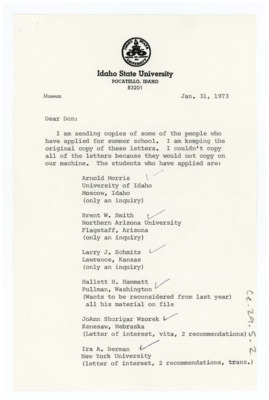 Idaho State University
POCATELLO, IDAHO
83201
Museum
Jan. 31, 1973
Dear Don:
I am sending copies of some of the people who
have applied for summer school. I am keeping the
original copy of these letters. I couldn't copy
all of the letters because they would not copy on
our machine. The students who have applied are:
Arnold Norris
University of Idaho
Moscow, Idaho
(only an inquiry)
Brent W. Smith
Northern Arizona University
Flagstaff, Arizona
(only an inquiry)
Larry J. Schmits
Lawrence, Kansas
(only an inquiry)
Hallett H. Hammatt
Pullman, Washington
(Wants to be reconsidered from last year)
all his material on file
JoAnn Shurigar Wzorek
Kenesaw, Nebraska
(Letter of interest, vita, 2 recommendations)
Ira A. Berman
New York University
(letter of interest, 2 recommendations, trans.)